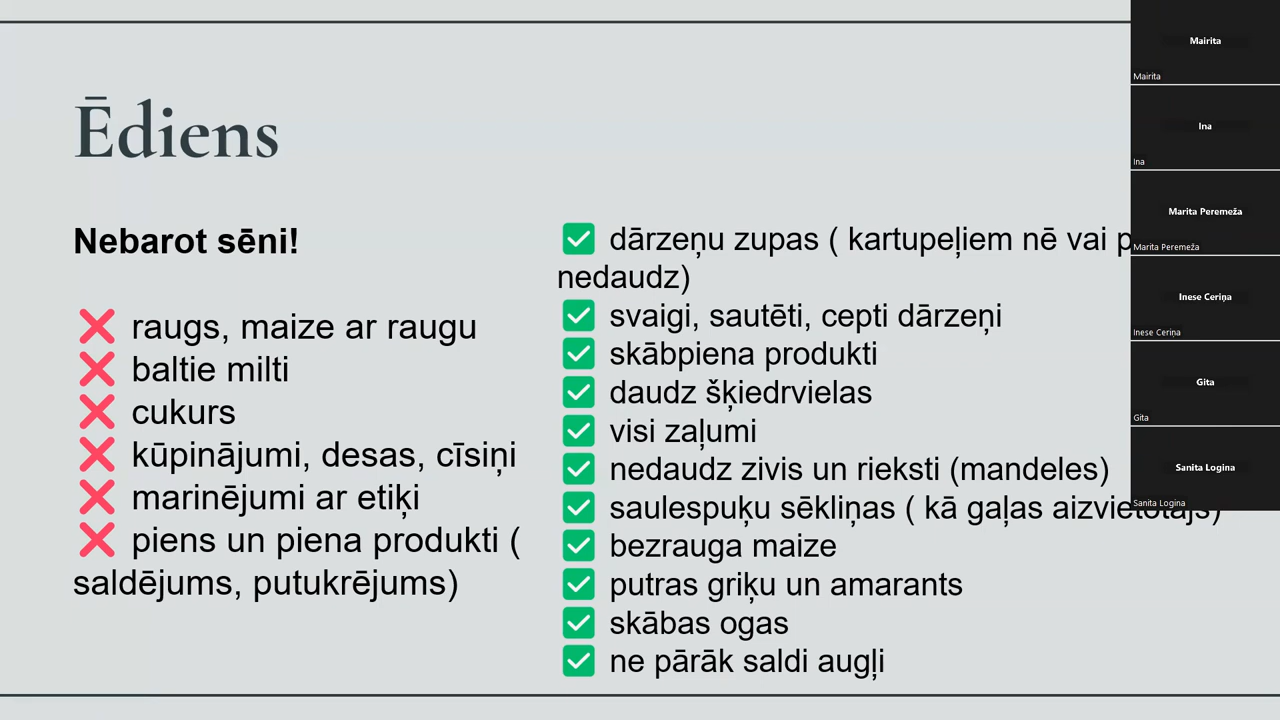 Ēdiens
Nebarot sēni!
❌ raugs, maize ar raugu
❌ baltie milti
❌ cukurs
❌ kūpinājumi, desas, cīsiņi
❌ marinējumi ar etiķi
❌ piens un piena produkti (
saldējums, putukrējums)
✅ dārzeņu zupas ( kartupeļiem nē vai
nedaudz)
✅ svaigi, sautēti, cepti dārzeņi
✅ skābpiena produkti
✅ daudz šķiedrvielas
✅ visi zaļumi
✅ nedaudz zivis un rieksti (mandeles)
✅ saulespuķu sēkliņas ( kā gaļas aizvietotājs)
✅ bezrauga maize
✅ putras griķu un amarants
✅ skābas ogas
✅ ne pārāk saldi augļi
Mairita
Mairita
Ina
Ina
Marita Peremeža
Marita Peremeža
Inese Ceriņa
Inese Ceriņa
Gita
Gita
Sanita Logina
Sanita Logina